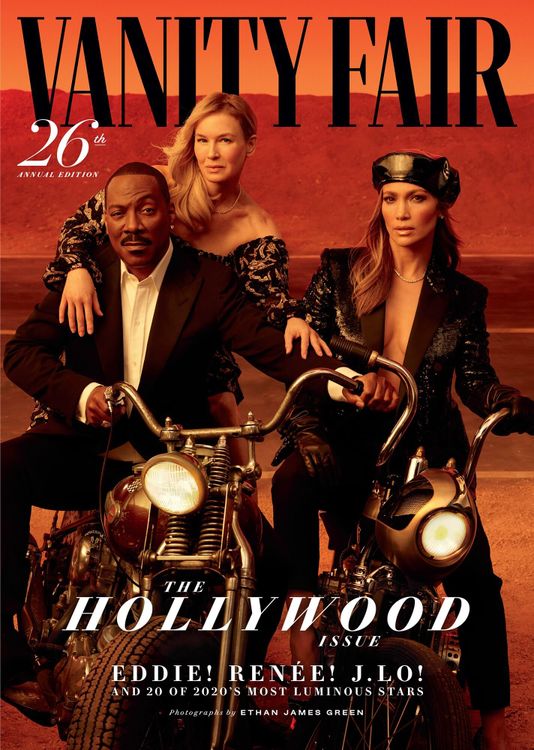 VANITY FAIR
26th
ANNUAL EDITION
THE
HOLLYWOOD
ISSUE
EDDIE! RENÉE! J.LO!
AND 20 OF 2020'S MOST LUMINOUS STARS
Photographs by ETHAN JAMES GREEN